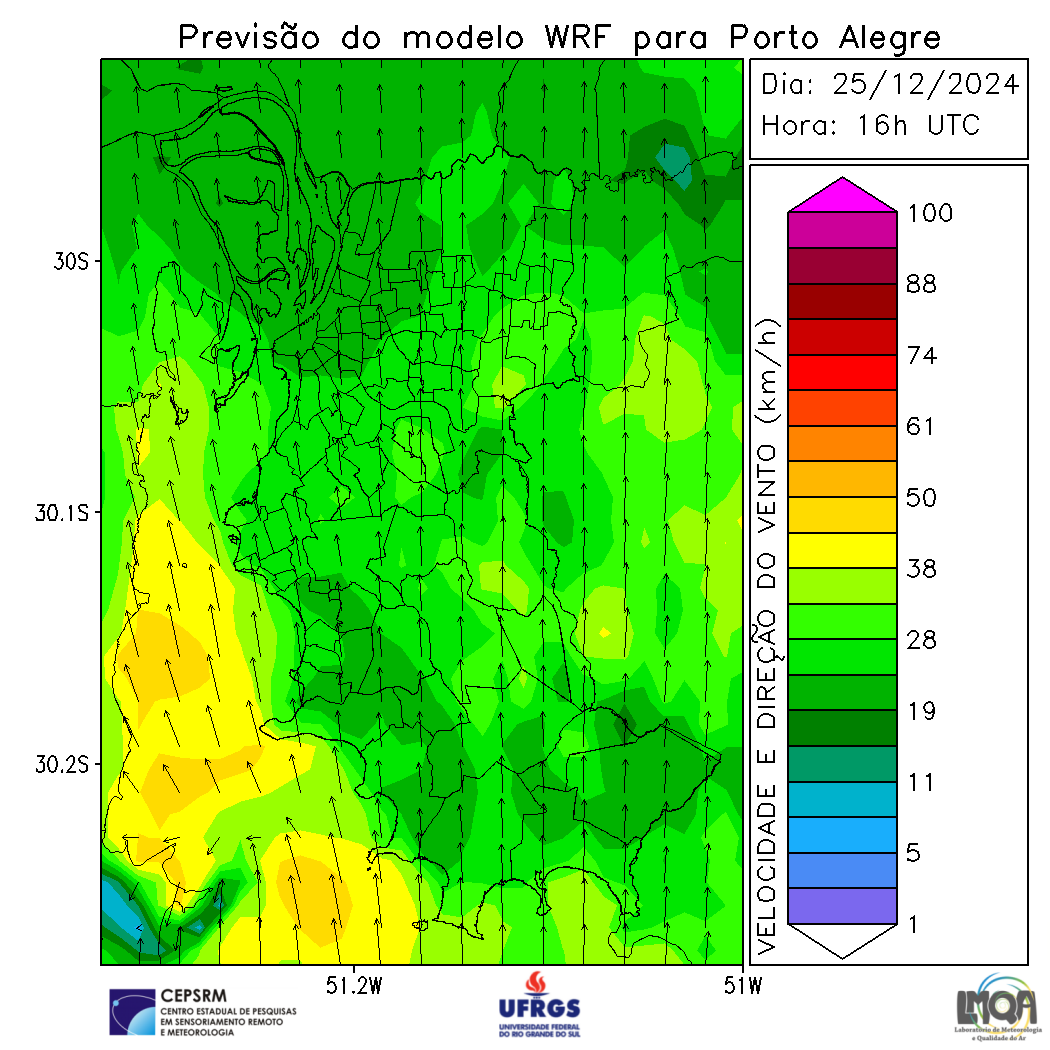 Previsão do modelo WRF para Porto Alegre
Dia: 25/12/2024
Hora: 16h UTC
30S
30.1S
30.2S
51.2W
51W
VELOCIDADE E DIREÇÃO DO VENTO (km/h)
100
88
74
61
50
38
28
19
11
5
1
CEPSRM
CENTRO ESTADUAL DE PESQUISAS
EM SENSORIAMENTO REMOTO
E METEOROLOGIA
UFRGS
UNIVERSIDADE FEDERAL
DO RIO GRANDE DO SUL
LMQA
Laboratório de Meteorologia
e Qualidade do Ar